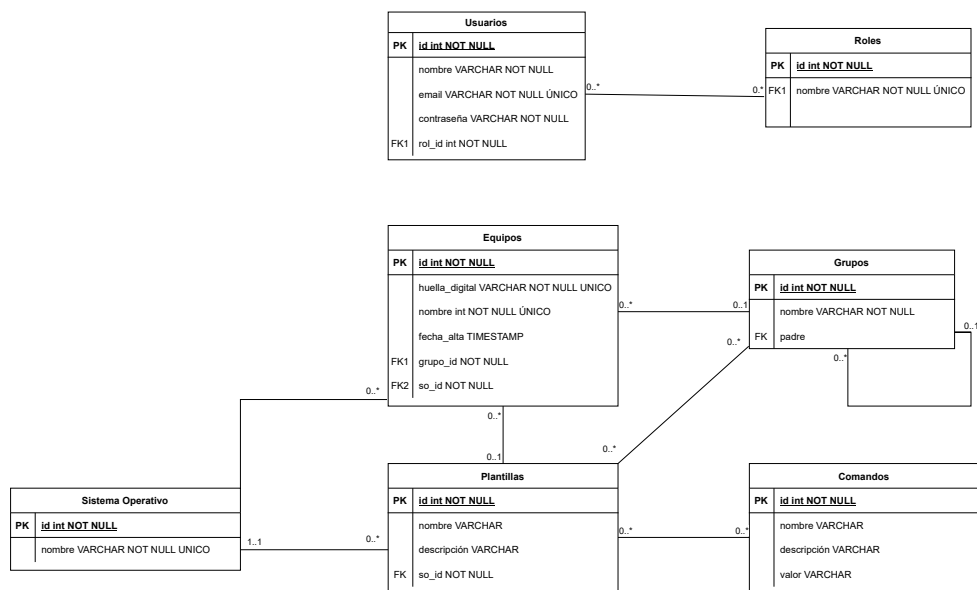 Usuarios
PK id int NOT NULL
nombre VARCHAR NOT NULL
email VARCHAR NOT NULL ÚNICO
contraseña VARCHAR NOT NULL
FK1 rol_id int NOT NULL
0..*
0.*
Roles
PK id int NOT NULL
FK1 nombre VARCHAR NOT NULL ÚNICO
Equipos
PK id int NOT NULL
huella_digital VARCHAR NOT NULL UNICO
nombre int NOT NULL ÚNICO
fecha_alta TIMESTAMP
FK1 grupo_id NOT NULL
FK2 so_id NOT NULL
0..*
0..1
Grupos
PK id int NOT NULL
nombre VARCHAR NOT NULL
FK padre
0..1
0..*
0..*
0..*
0..*
0..*
0..1
Sistema Operativo
PK id int NOT NULL
nombre VARCHAR NOT NULL UNICO
1..1
0..*
Plantillas
PK id int NOT NULL
nombre VARCHAR
descripción VARCHAR
FK so_id NOT NULL
0..*
0..*
Comandos
PK id int NOT NULL
nombre VARCHAR
descripción VARCHAR
valor VARCHAR